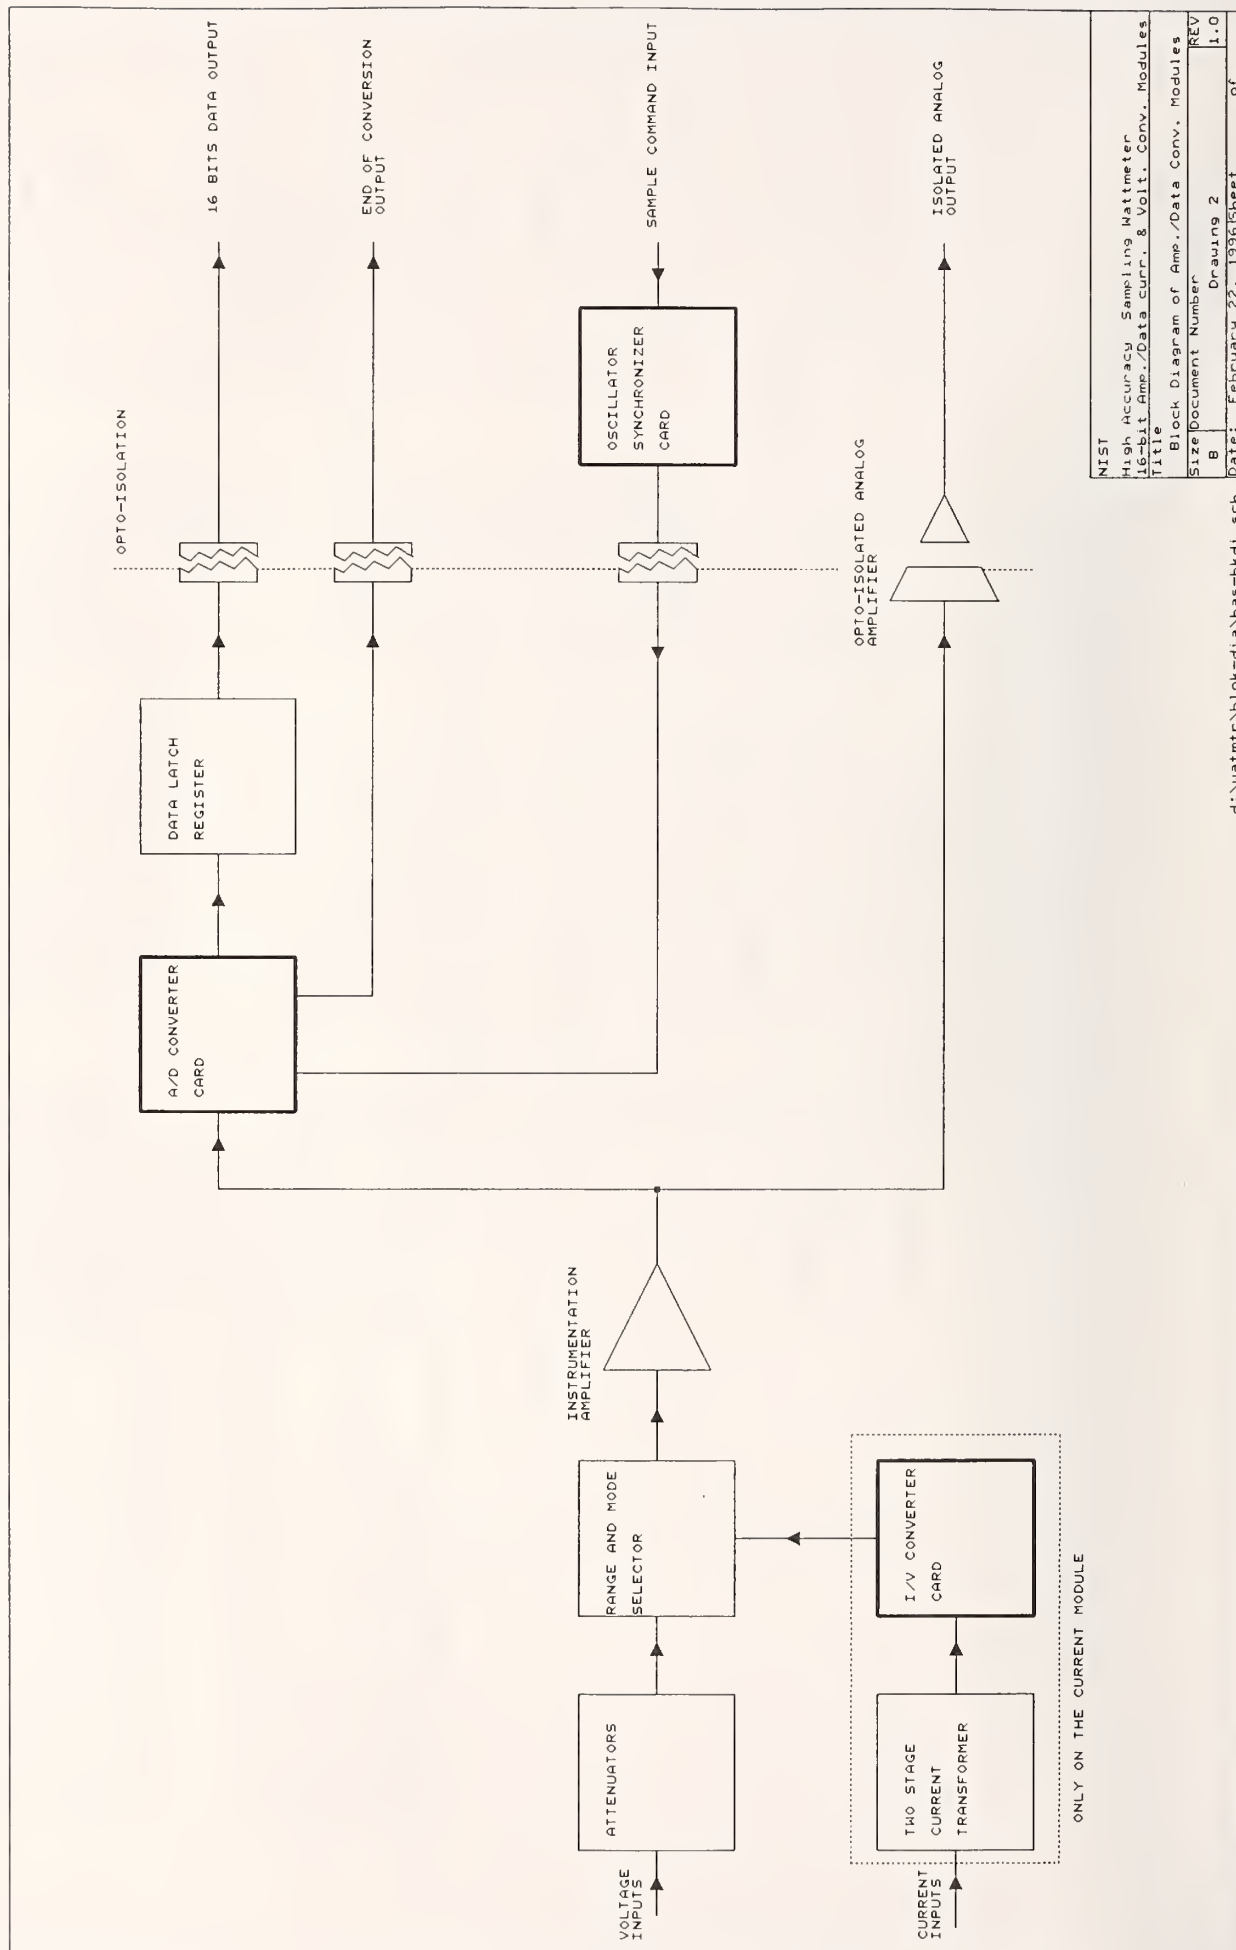 16 BITS DATA OUTPUT
END OF CONVERSION
OUTPUT
SAMPLE COMMAND INPUT
ISOLATED ANALOG
OUTPUT
OPTO-ISOLATION
OSCILLATOR
SYNCHRONIZER
CARD
OPTO-ISOLATED ANALOG
AMPLIFIER
DATA LATCH
REGISTER
A/D CONVERTER
CARD
INSTRUMENTATION
AMPLIFIER
RANGE AND MODE
SELECTOR
I/V CONVERTER
CARD
ATTENUATORS
TWO STAGE
CURRENT
TRANSFORMER
VOLTAGE
INPUTS
CURRENT
INPUTS
ONLY ON THE CURRENT MODULE
NIST
High Accuracy Sampling Wattmeter
16-bit Amp./Data curr. & Volt. Conv. Modules
Title
Block Diagram of Amp./Data Conv. Modules
Size Document Number REV
B Drawing 2 1.0
Date: February 22, 1996 Sheet of